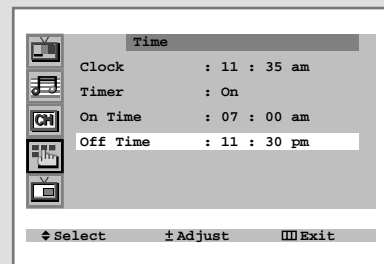 Time
Clock : 11 : 35 am
Timer : On
On Time : 07 : 00 am
CH
Off Time : 11 : 30 pm
Select ± Adjust Exit